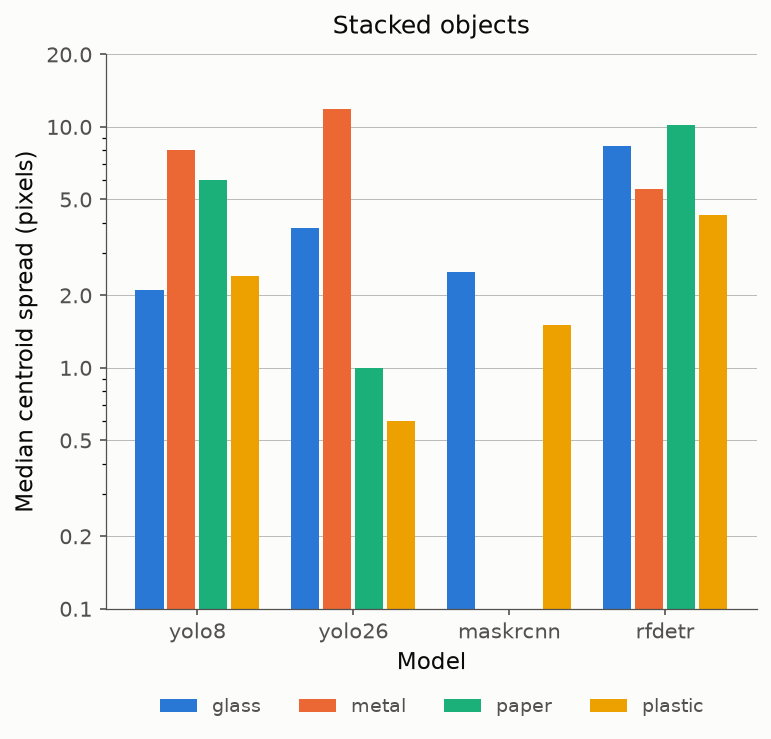 Stacked objects
Median centroid spread (pixels)
20.0
10.0
5.0
2.0
1.0
0.5
0.2
0.1
yolo8 yolo26 maskrcnn rfdetr
Model
glass metal paper plastic